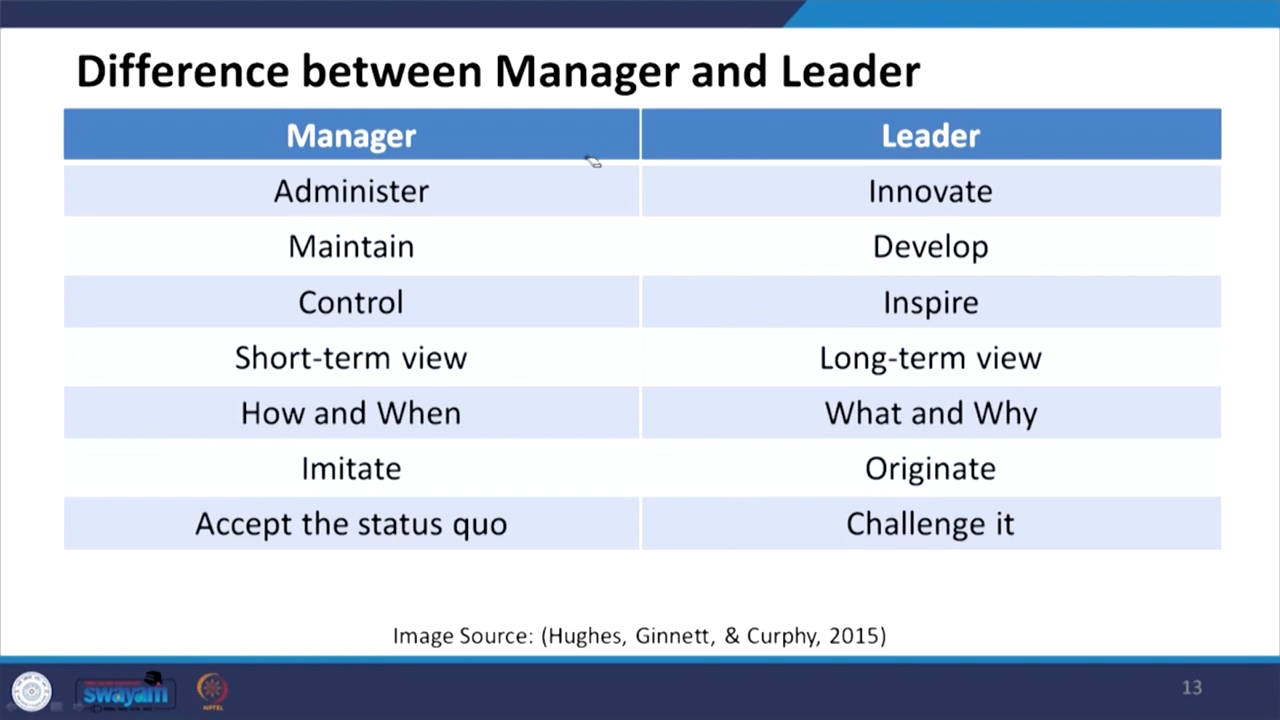 Difference between Manager and Leader
Manager Leader
Administer Innovate
Maintain Develop
Control Inspire
Short-term view Long-term view
How and When What and Why
Imitate Originate
Accept the status quo Challenge it
Image Source: (Hughes, Ginnett, & Curphy, 2015)
swayam NPTEL 13